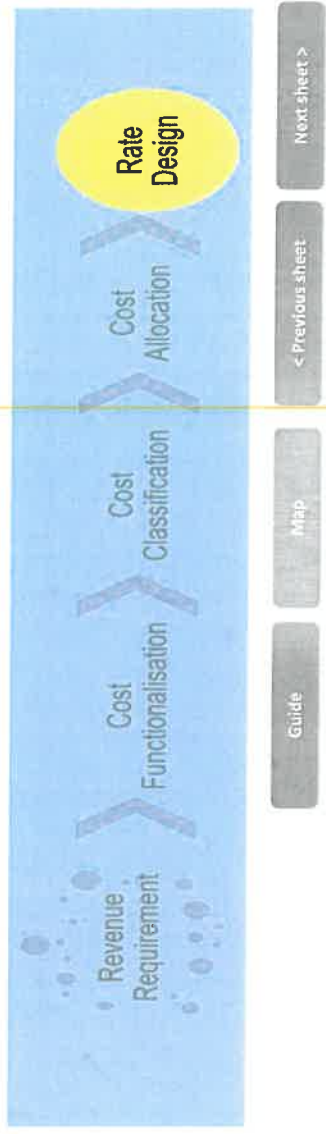 Revenue
Requirement
Cost
Functionalisation
Cost
Classification
Cost
Allocation
Rate
Design
Guide
Map
< Previous sheet
Next sheet >